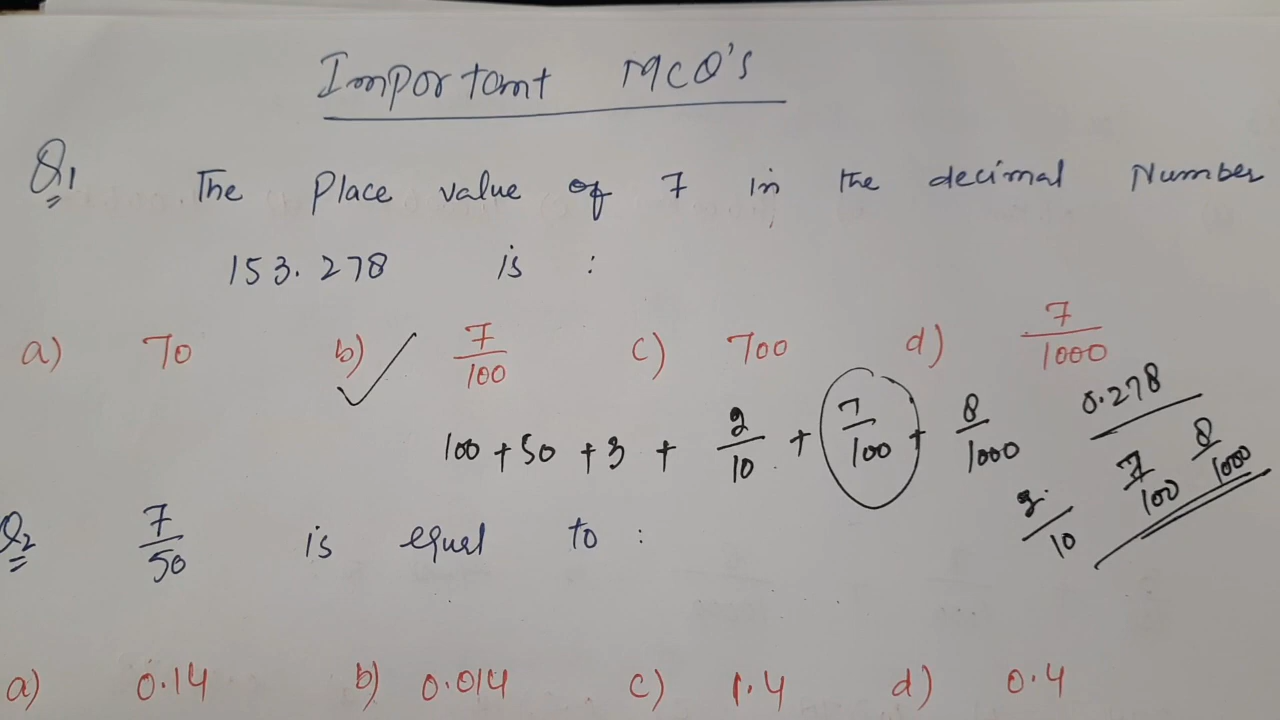 Important MCQ's
Q1 The Place value of 7 in the decimal Number
153.278 is :
a) 70 b) ✓ 7/100 c) 700 d) 7/1000
100 + 50 + 3 + 2/10 + 7/100 + 8/1000
0.278
2/10 7/100 8/1000
Q2 7/50 is equal to :
a) 0.14 b) 0.014 c) 1.4 d) 0.4